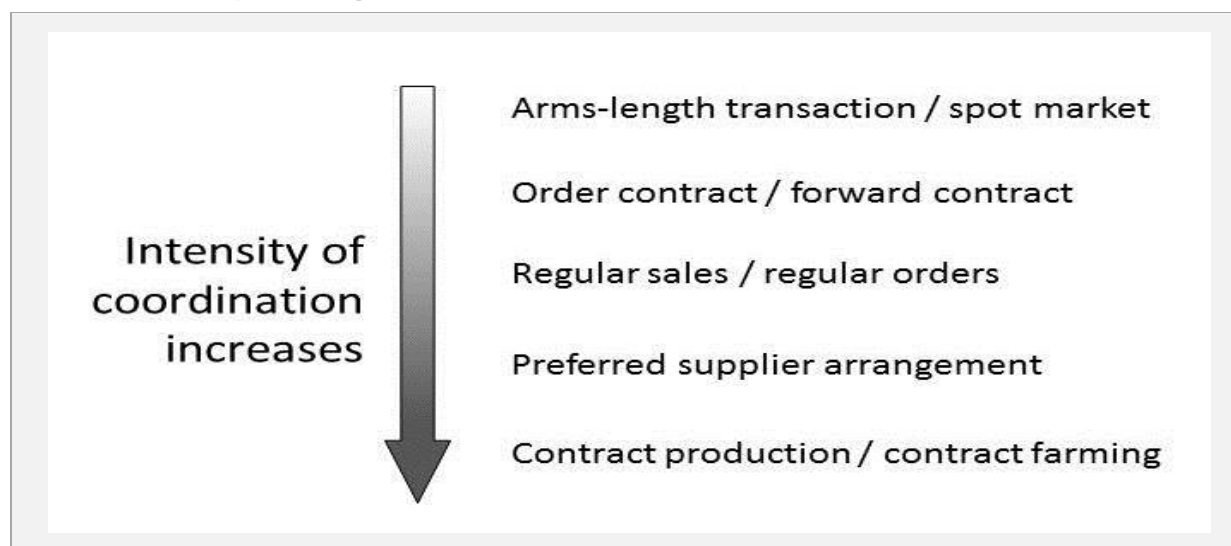 Arms-length transaction / spot market
Order contract / forward contract
Intensity of
coordination
increases
Regular sales / regular orders
Preferred supplier arrangement
Contract production / contract farming